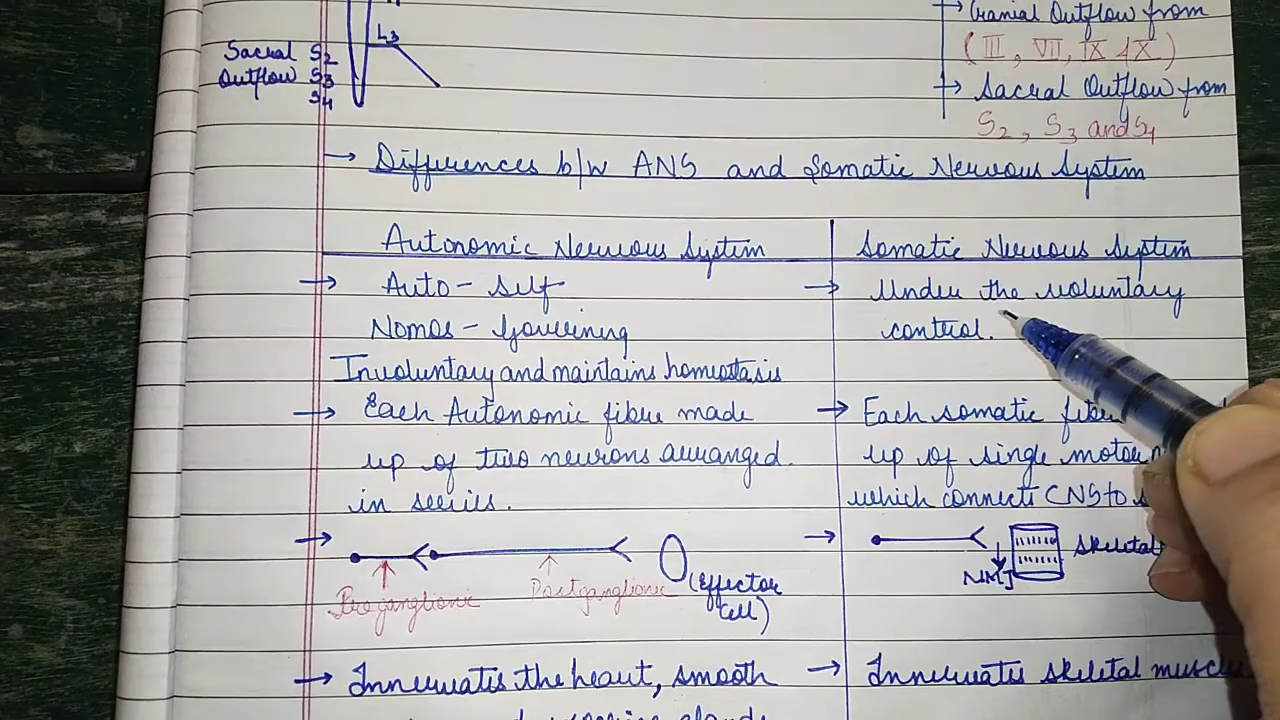 L3
Sacral S2
Outflow S3
S4
→ Cranial Outflow from
(III, VII, IX, X)
→ Sacral Outflow from
S2, S3 and S4
→ Differences b/w ANS and Somatic Nervous System
Autonomic Nervous System
→ Auto - Self
Nomos - Governing
Involuntary and maintains homeostasis
→ Each Autonomic fibre made
up of two neurons arranged
in series.
→
Preganglionic
Postganglionic
(Effector
Cell)
→ Innervates the heart, smooth
Somatic Nervous System
→ Under the voluntary
control.
→ Each somatic fibre
up of single motor
which connects CNS to
→
NMJ
Skeletal
→ Innervates skeletal muscle